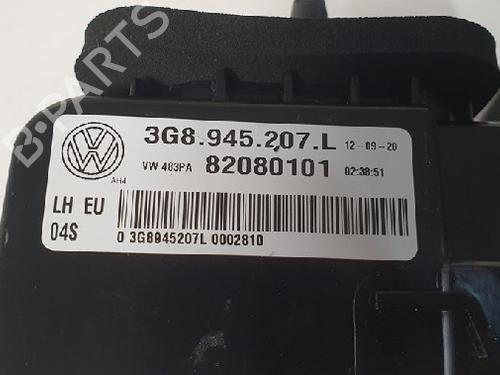 B-PARTS
3G8.945.207.L 12-09-20
VW 483PA 82080101 02:38:51
AH4
LH EU
04S
0 3G8945207L 0002810